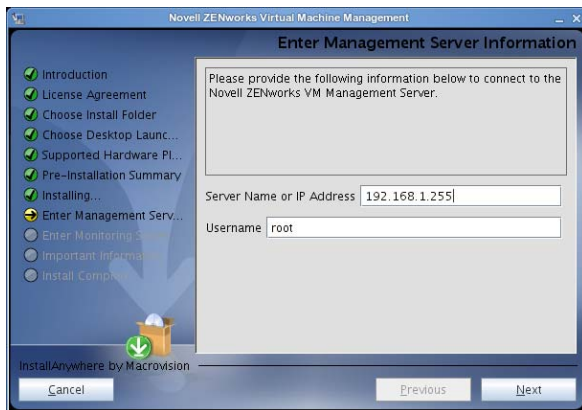 Novell ZENworks Virtual Machine Management
Enter Management Server Information
Introduction
License Agreement
Choose Install Folder
Choose Desktop Launc...
Supported Hardware Pl...
Pre-Installation Summary
Installing...
Enter Management Serv...
Enter Monitoring
Important Informa
Install Comple
Please provide the following information below to connect to the
Novell ZENworks VM Management Server.
Server Name or IP Address 192.168.1.255
Username root
InstallAnywhere by Macrovision
Cancel
Previous
Next